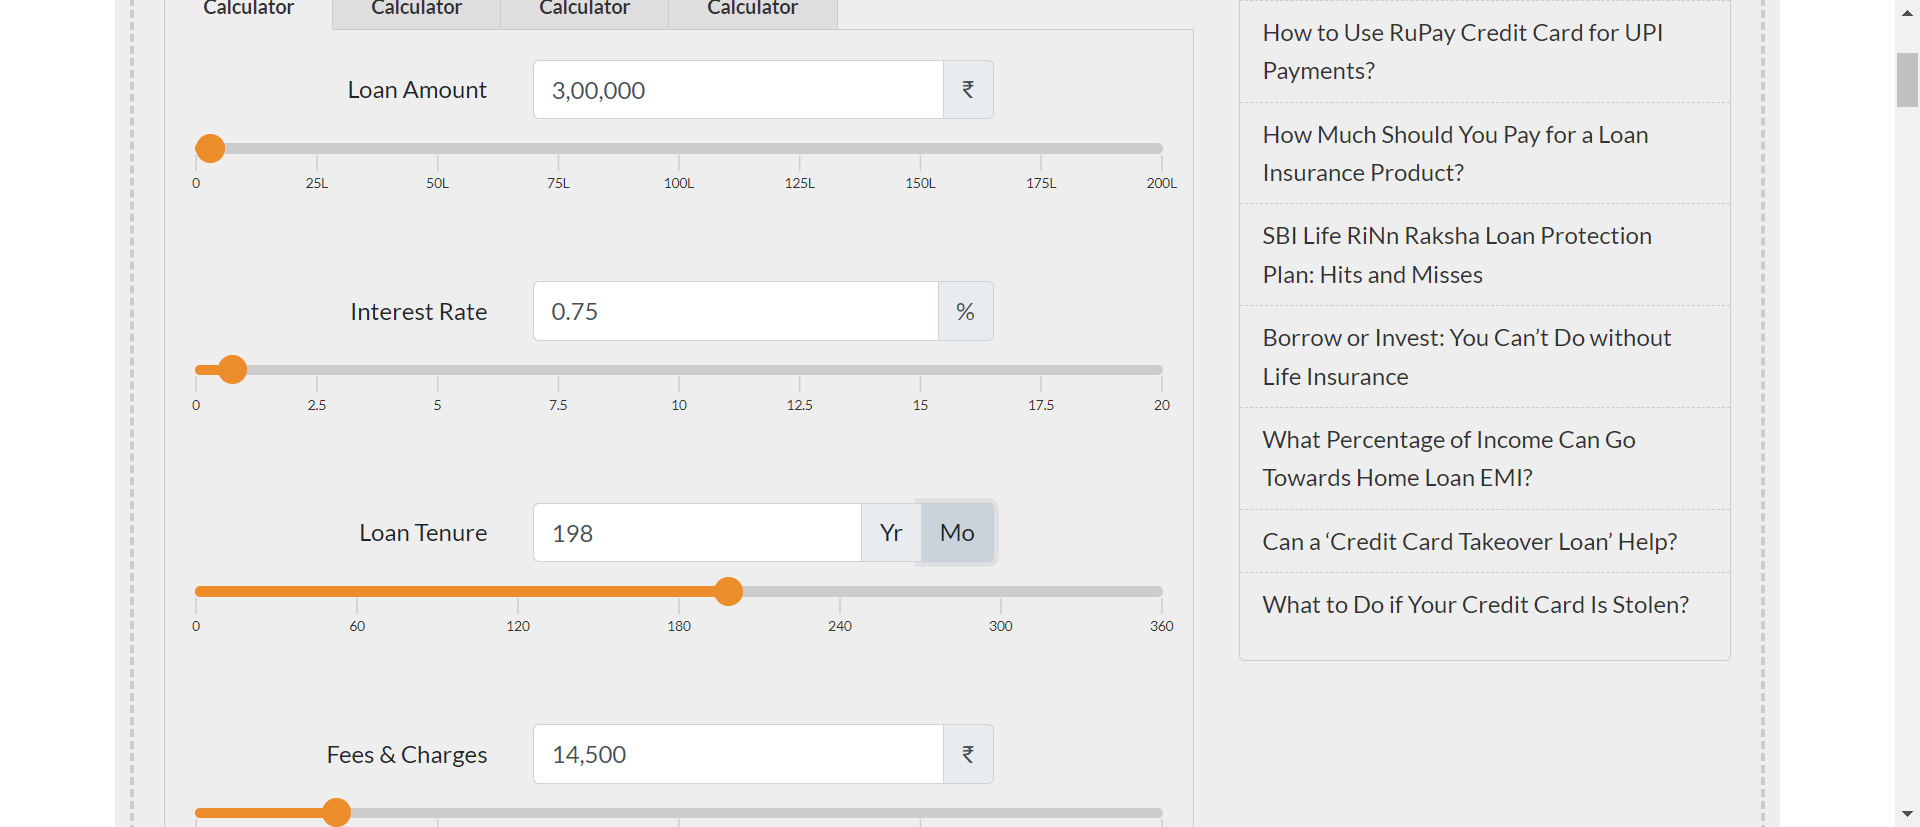 Calculator Calculator Calculator Calculator
Loan Amount 3,00,000 ₹
0 25L 50L 75L 100L 125L 150L 175L 200L
Interest Rate 0.75 %
0 2.5 5 7.5 10 12.5 15 17.5 20
Loan Tenure 198 Yr Mo
0 60 120 180 240 300 360
Fees & Charges 14,500 ₹
How to Use RuPay Credit Card for UPI
Payments?
How Much Should You Pay for a Loan
Insurance Product?
SBI Life RiNn Raksha Loan Protection
Plan: Hits and Misses
Borrow or Invest: You Can’t Do without
Life Insurance
What Percentage of Income Can Go
Towards Home Loan EMI?
Can a ‘Credit Card Takeover Loan’ Help?
What to Do if Your Credit Card Is Stolen?